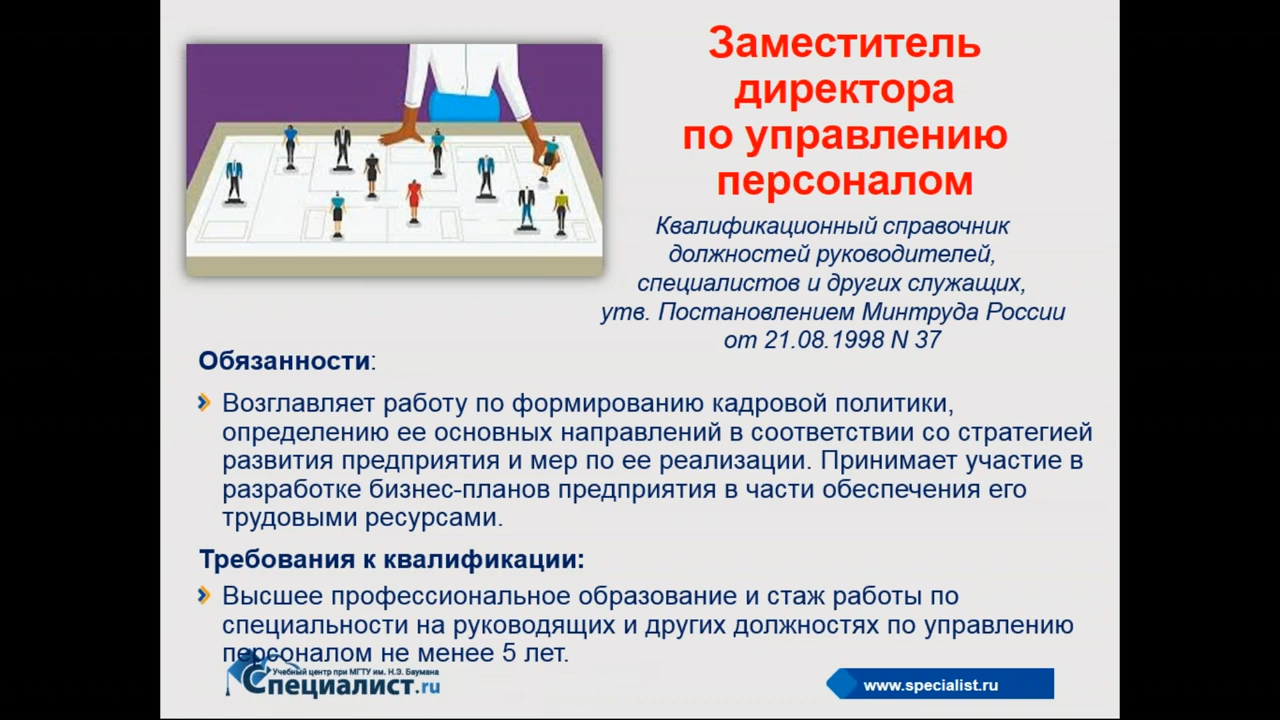 Заместитель
директора
по управлению
персоналом
Квалификационный справочник
должностей руководителей,
специалистов и других служащих,
утв. Постановлением Минтруда России
от 21.08.1998 N 37
Обязанности:
Возглавляет работу по формированию кадровой политики,
определению ее основных направлений в соответствии со стратегией
развития предприятия и мер по ее реализации. Принимает участие в
разработке бизнес-планов предприятия в части обеспечения его
трудовыми ресурсами.
Требования к квалификации:
Высшее профессиональное образование и стаж работы по
специальности на руководящих и других должностях по управлению
персоналом не менее 5 лет.
Учебный центр при МГТУ им. Н.Э. Баумана
Специалист.ru
www.specialist.ru